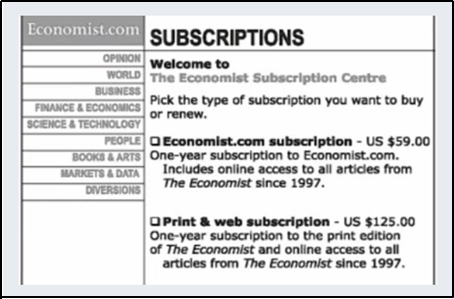 Economist.com
OPINION
WORLD
BUSINESS
FINANCE & ECONOMICS
SCIENCE & TECHNOLOGY
PEOPLE
BOOKS & ARTS
MARKETS & DATA
DIVERSIONS
SUBSCRIPTIONS
Welcome to
The Economist Subscription Centre
Pick the type of subscription you want to buy
or renew.
❑ Economist.com subscription - US $59.00
One-year subscription to Economist.com.
Includes online access to all articles from
The Economist since 1997.
❑ Print & web subscription - US $125.00
One-year subscription to the print edition
of The Economist and online access to all
articles from The Economist since 1997.